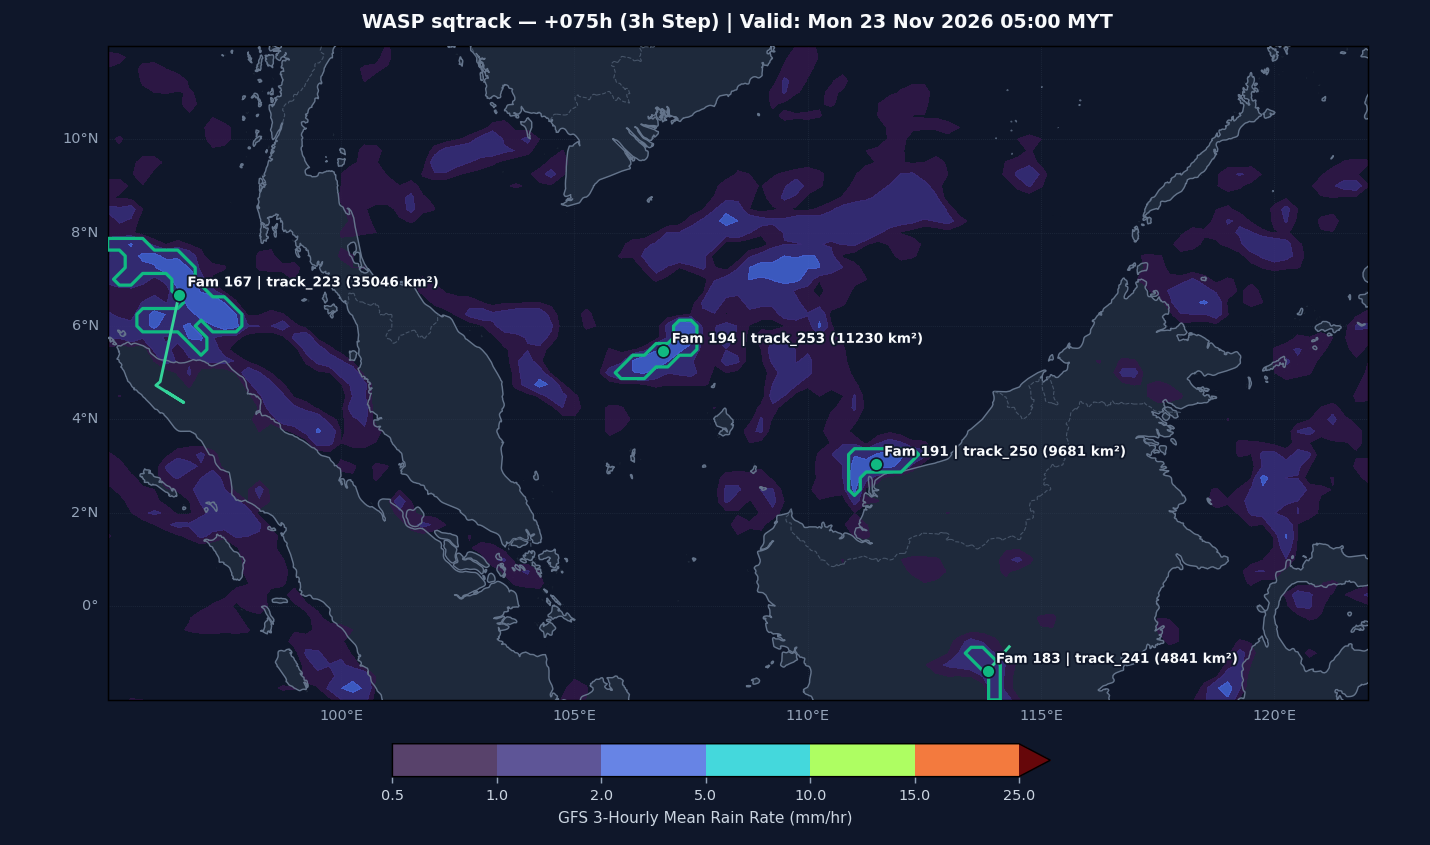 WASP sqtrack — +075h (3h Step) | Valid: Mon 23 Nov 2026 05:00 MYT
10°N
8°N
6°N
4°N
2°N
0°
Fam 167 | track_223 (35046 km²)
Fam 194 | track_253 (11230 km²)
Fam 191 | track_250 (9681 km²)
Fam 183 | track_241 (4841 km²)
100°E 105°E 110°E 115°E 120°E
0.5 1.0 2.0 5.0 10.0 15.0 25.0
GFS 3-Hourly Mean Rain Rate (mm/hr)